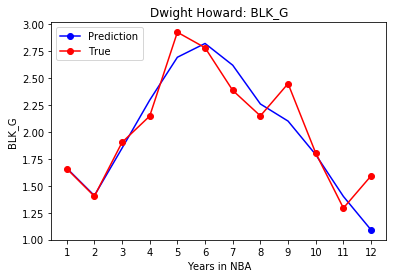 Dwight Howard: BLK_G
Prediction
True
3.00
2.75
2.50
2.25
2.00
1.75
1.50
1.25
1.00
BLK_G
1 2 3 4 5 6 7 8 9 10 11 12
Years in NBA